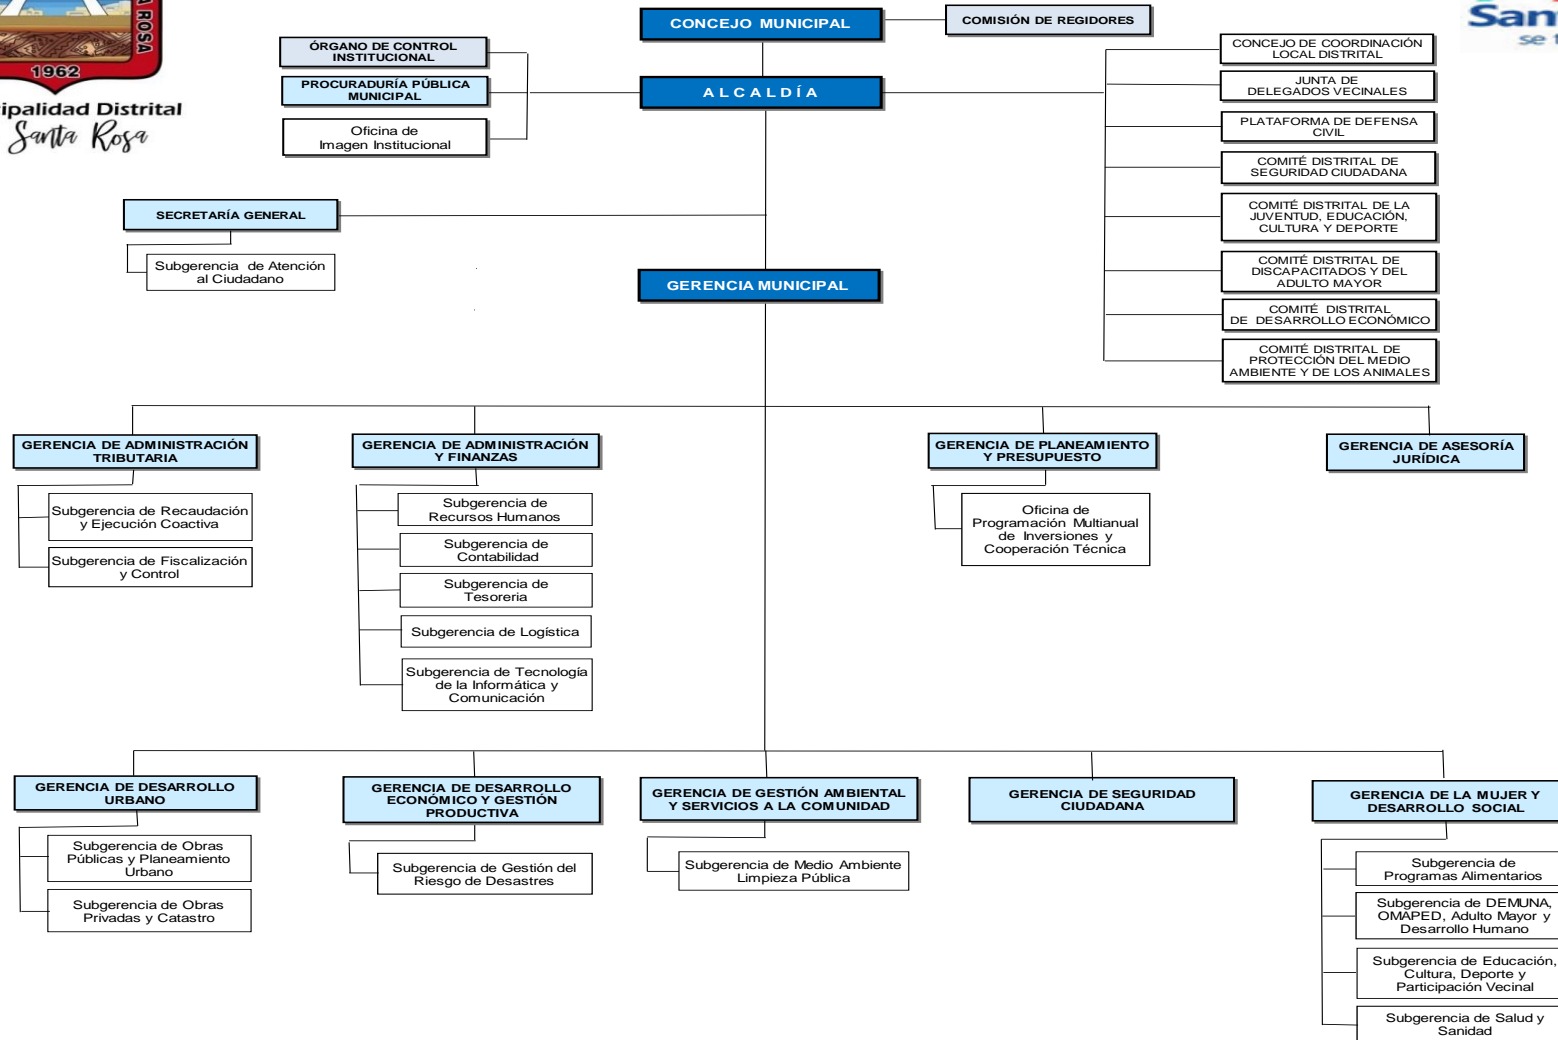 A ROSA
1962
ipalidad Distrital
Santa Rosa
San
se t
CONCEJO MUNICIPAL
COMISIÓN DE REGIDORES
ÓRGANO DE CONTROL
INSTITUCIONAL
PROCURADURÍA PÚBLICA
MUNICIPAL
Oficina de
Imagen Institucional
ALCALDÍA
CONCEJO DE COORDINACIÓN
LOCAL DISTRITAL
JUNTA DE
DELEGADOS VECINALES
PLATAFORMA DE DEFENSA
CIVIL
COMITÉ DISTRITAL DE
SEGURIDAD CIUDADANA
COMITÉ DISTRITAL DE LA
JUVENTUD, EDUCACIÓN,
CULTURA Y DEPORTE
COMITÉ DISTRITAL DE
DISCAPACITADOS Y DEL
ADULTO MAYOR
COMITÉ DISTRITAL
DE DESARROLLO ECONÓMICO
COMITÉ DISTRITAL DE
PROTECCIÓN DEL MEDIO
AMBIENTE Y DE LOS ANIMALES
SECRETARÍA GENERAL
Subgerencia de Atención
al Ciudadano
GERENCIA MUNICIPAL
GERENCIA DE ADMINISTRACIÓN
TRIBUTARIA
Subgerencia de Recaudación
y Ejecución Coactiva
Subgerencia de Fiscalización
y Control
GERENCIA DE ADMINISTRACIÓN
Y FINANZAS
Subgerencia de
Recursos Humanos
Subgerencia de
Contabilidad
Subgerencia de
Tesoreria
Subgerencia de Logística
Subgerencia de Tecnología
de la Informática y
Comunicación
GERENCIA DE PLANEAMIENTO
Y PRESUPUESTO
Oficina de
Programación Multianual
de Inversiones y
Cooperación Técnica
GERENCIA DE ASESORÍA
JURÍDICA
GERENCIA DE DESARROLLO
URBANO
Subgerencia de Obras
Públicas y Planeamiento
Urbano
Subgerencia de Obras
Privadas y Catastro
GERENCIA DE DESARROLLO
ECONÓMICO Y GESTIÓN
PRODUCTIVA
Subgerencia de Gestión del
Riesgo de Desastres
GERENCIA DE GESTIÓN AMBIENTAL
Y SERVICIOS A LA COMUNIDAD
Subgerencia de Medio Ambiente
Limpieza Pública
GERENCIA DE SEGURIDAD
CIUDADANA
GERENCIA DE LA MUJER Y
DESARROLLO SOCIAL
Subgerencia de
Programas Alimentarios
Subgerencia de DEMUNA,
OMAPED, Adulto Mayor y
Desarrollo Humano
Subgerencia de Educación,
Cultura, Deporte y
Participación Vecinal
Subgerencia de Salud y
Sanidad